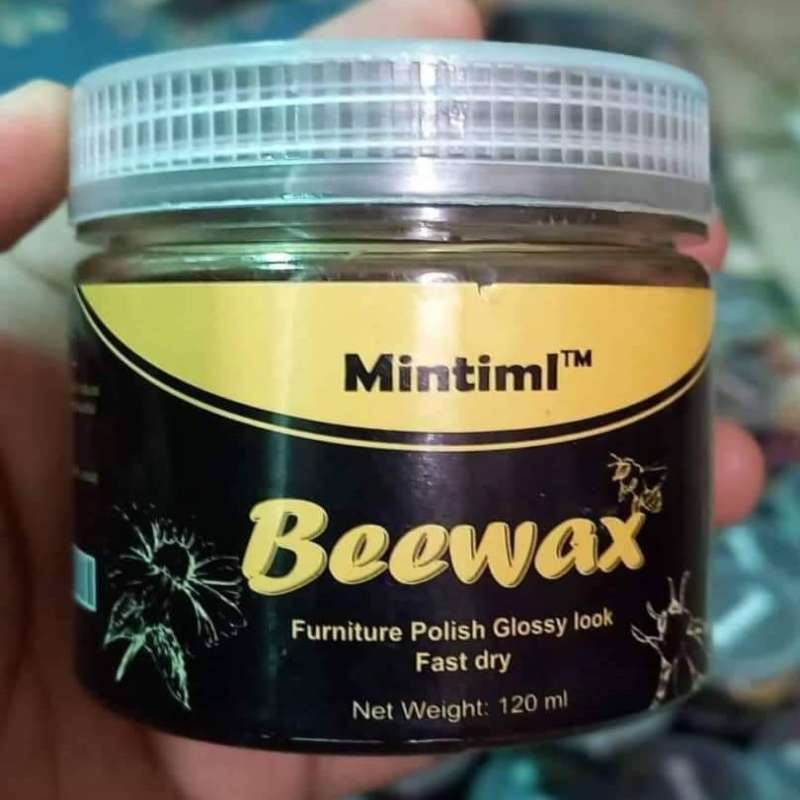 Mintiml™
Beewax
Furniture Polish Glossy look
Fast dry
Net Weight: 120 ml